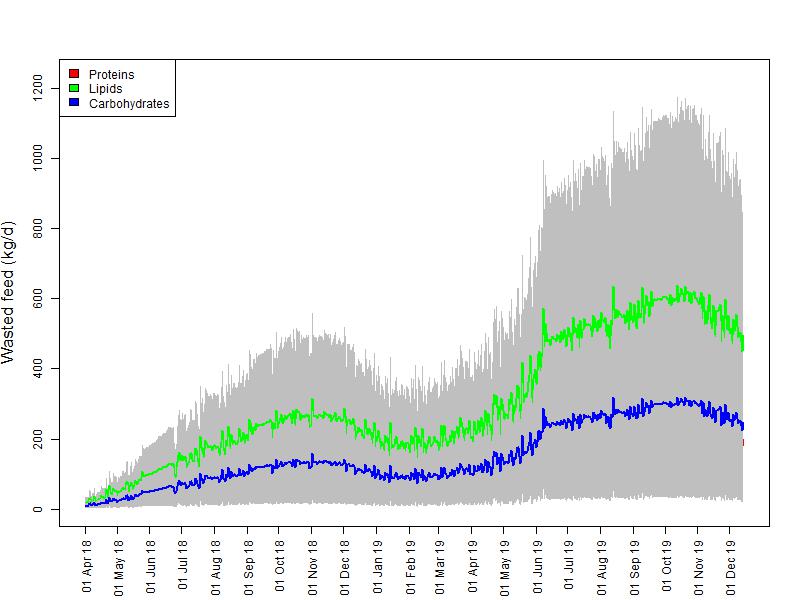 Proteins
Lipids
Carbohydrates
Wasted feed (kg/d)
1200
1000
800
600
400
200
0
01 Apr 18
01 May 18
01 Jun 18
01 Jul 18
01 Aug 18
01 Sep 18
01 Oct 18
01 Nov 18
01 Dec 18
01 Jan 19
01 Feb 19
01 Mar 19
01 Apr 19
01 May 19
01 Jun 19
01 Jul 19
01 Aug 19
01 Sep 19
01 Oct 19
01 Nov 19
01 Dec 19